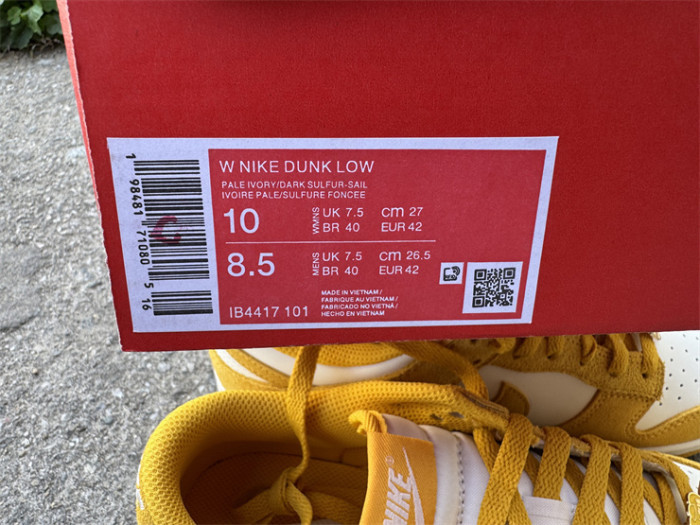 W NIKE DUNK LOW
PALE IVORY/DARK SULFUR-SAIL
IVOIRE PALE/SULFURE FONCEE
10 WMNS UK 7.5 cm 27
BR 40 EUR 42
8.5 MENS UK 7.5 cm 26.5
BR 40 EUR 42
MADE IN VIETNAM /
FABRIQUE AU VIETNAM /
FABRICADO NO VIETNÃ /
HECHO EN VIETNAM
IB4417 101
1 98481 71080 5 16
NIKE